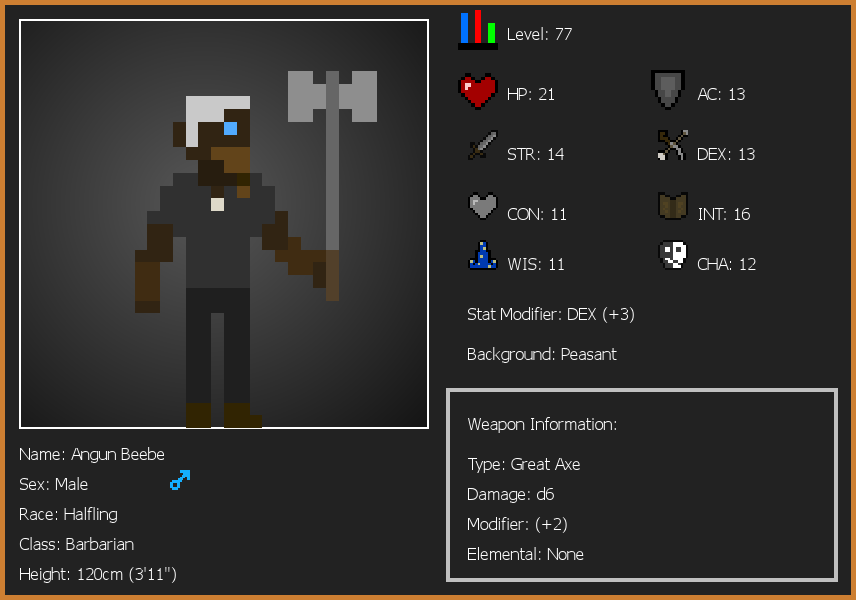 Level: 77
HP: 21
AC: 13
STR: 14
DEX: 13
CON: 11
INT: 16
WIS: 11
CHA: 12
Stat Modifier: DEX (+3)
Background: Peasant
Weapon Information:
Type: Great Axe
Damage: d6
Modifier: (+2)
Elemental: None
Name: Angun Beebe
Sex: Male
Race: Halfling
Class: Barbarian
Height: 120cm (3'11")